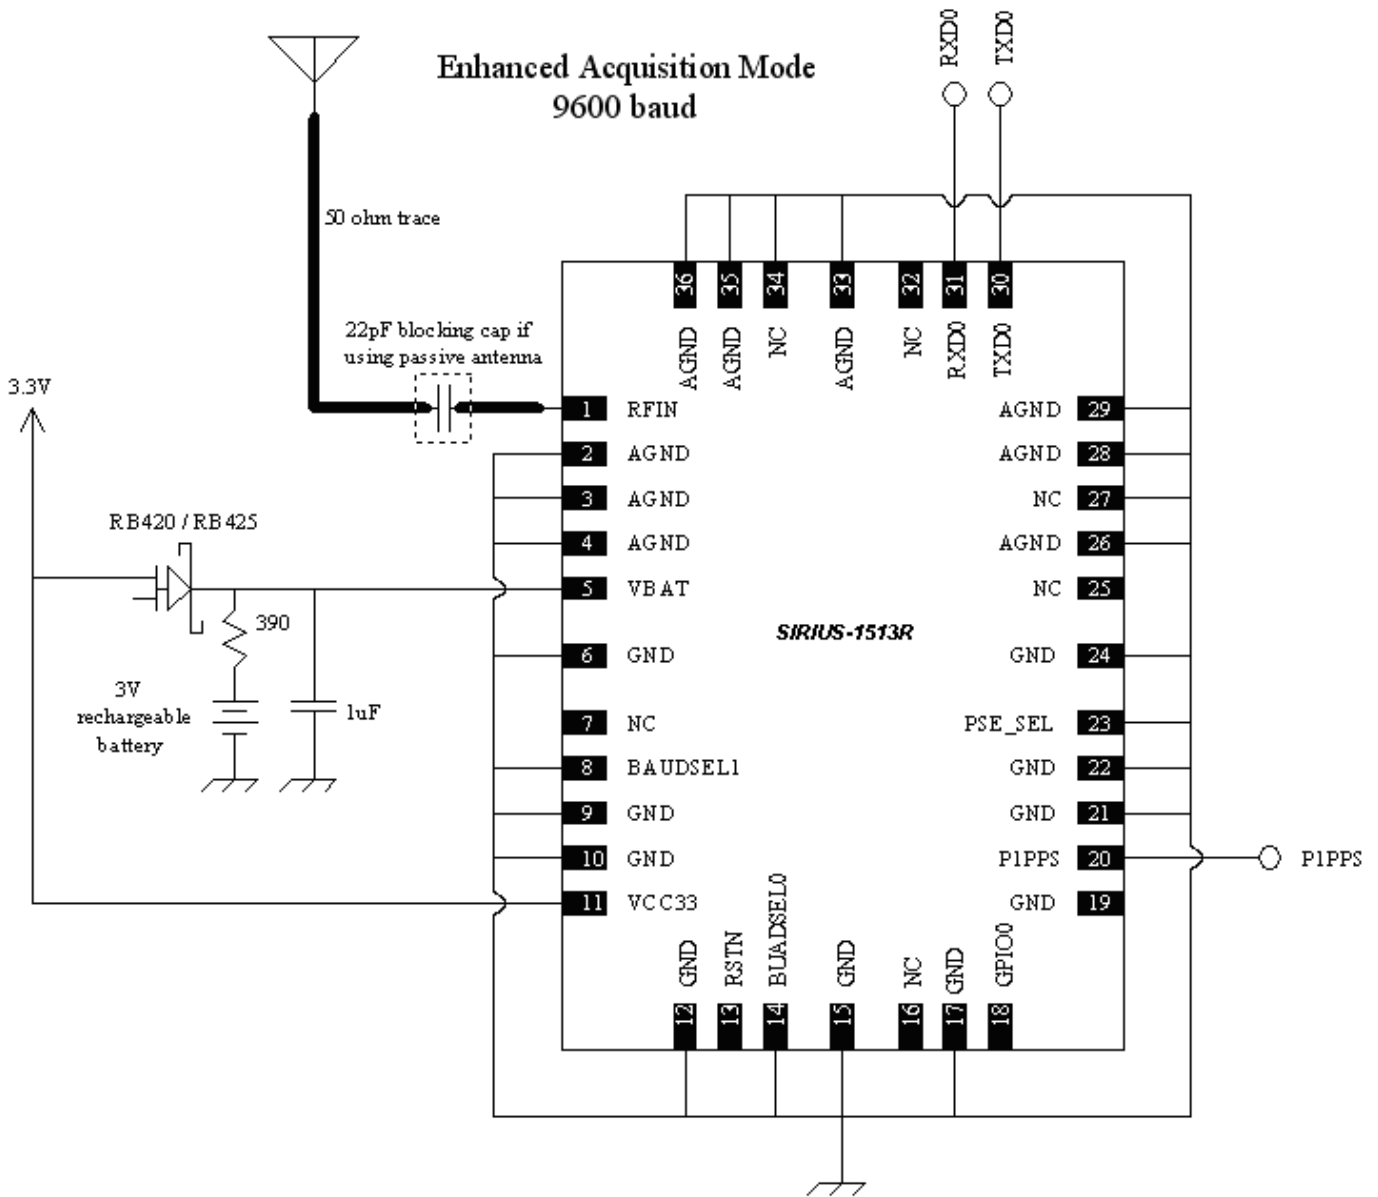 Enhanced Acquisition Mode
9600 baud
RXD0
TXD0
50 ohm trace
22pF blocking cap if
using passive antenna
3.3V
RB420 / RB425
390
3V
rechargeable
battery
1uF
36
35
34
33
32
31
30
AGND
AGND
NC
AGND
NC
RXD0
TXD0
1 RFIN
2 AGND
3 AGND
4 AGND
5 VBAT
6 GND
7 NC
8 BAUDSEL1
9 GND
10 GND
11 VCC33
SIRIUS-1513R
AGND 29
AGND 28
NC 27
AGND 26
NC 25
GND 24
PSE_SEL 23
GND 22
GND 21
P1PPS 20
GND 19
P1PPS
GND
RSTN
BUADSEL0
GND
NC
GND
GPIO0
12
13
14
15
16
17
18